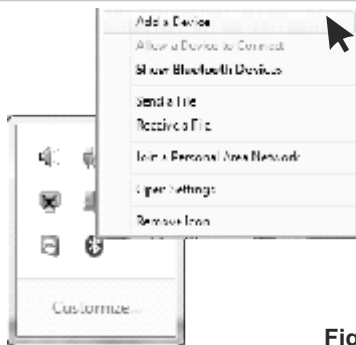 Add a Device
Allow a Device to Connect
Show Bluetooth Devices
Send a File
Receive a File
Join a Personal Area Network
Open Settings
Remove Icon
Customize...
Fig